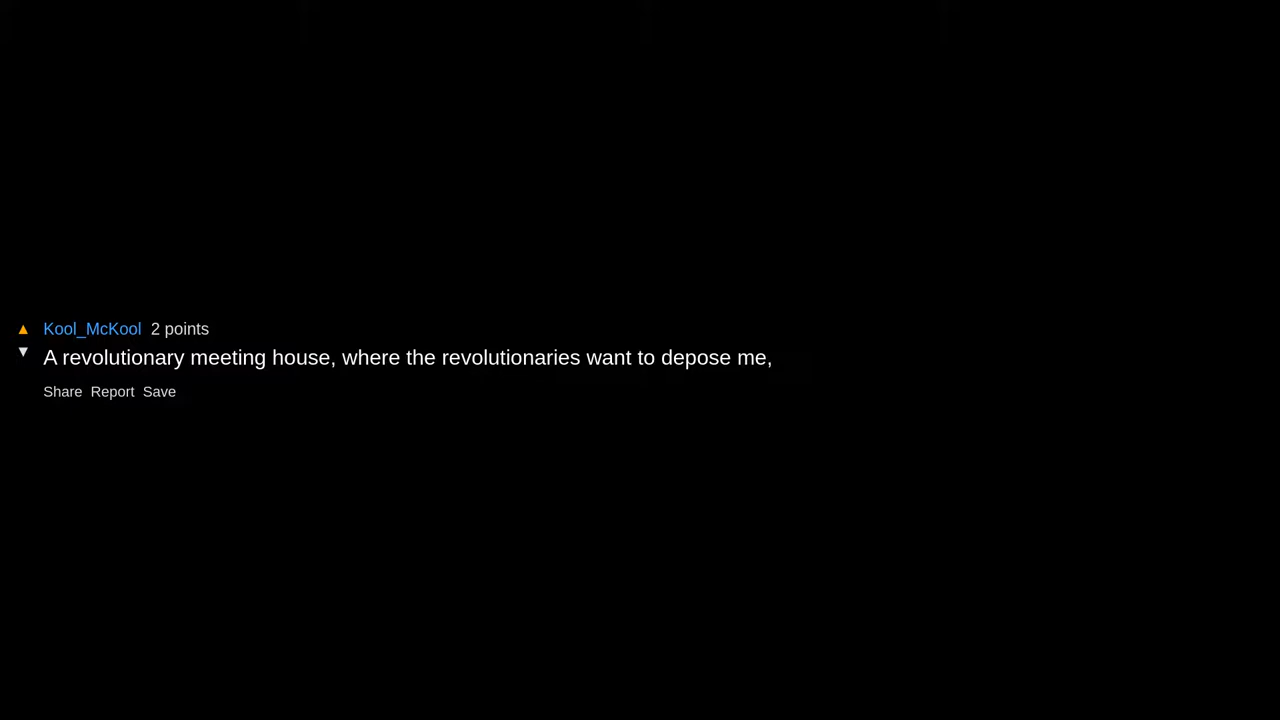 Kool_McKool 2 points
A revolutionary meeting house, where the revolutionaries want to depose me,
Share Report Save